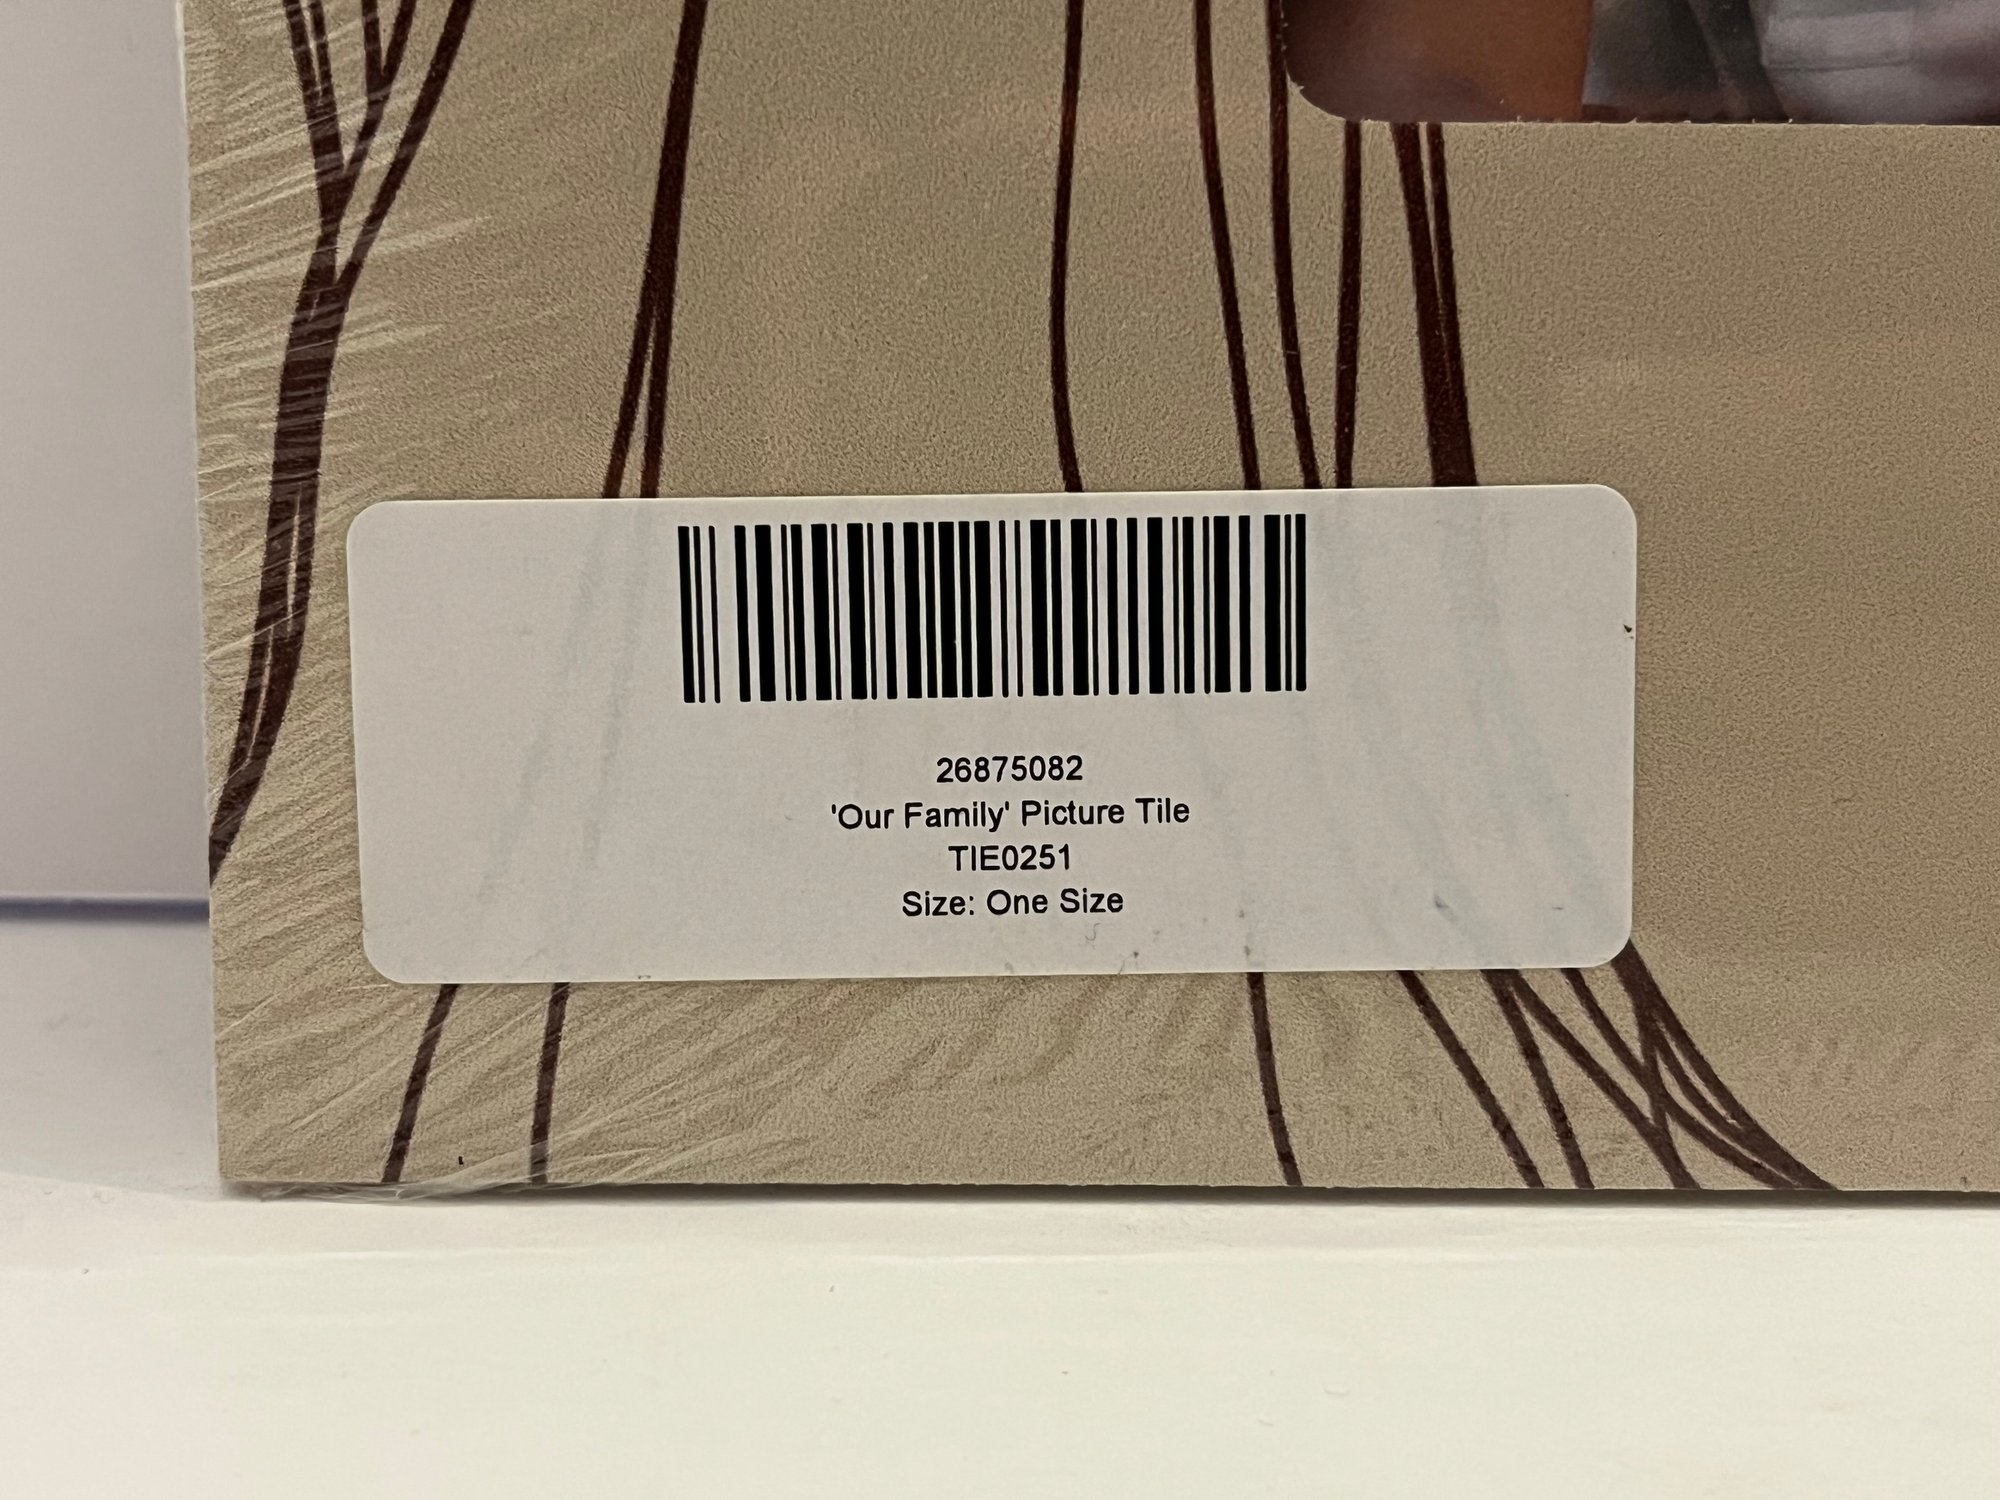 26875082
'Our Family' Picture Tile
TIE0251
Size: One Size